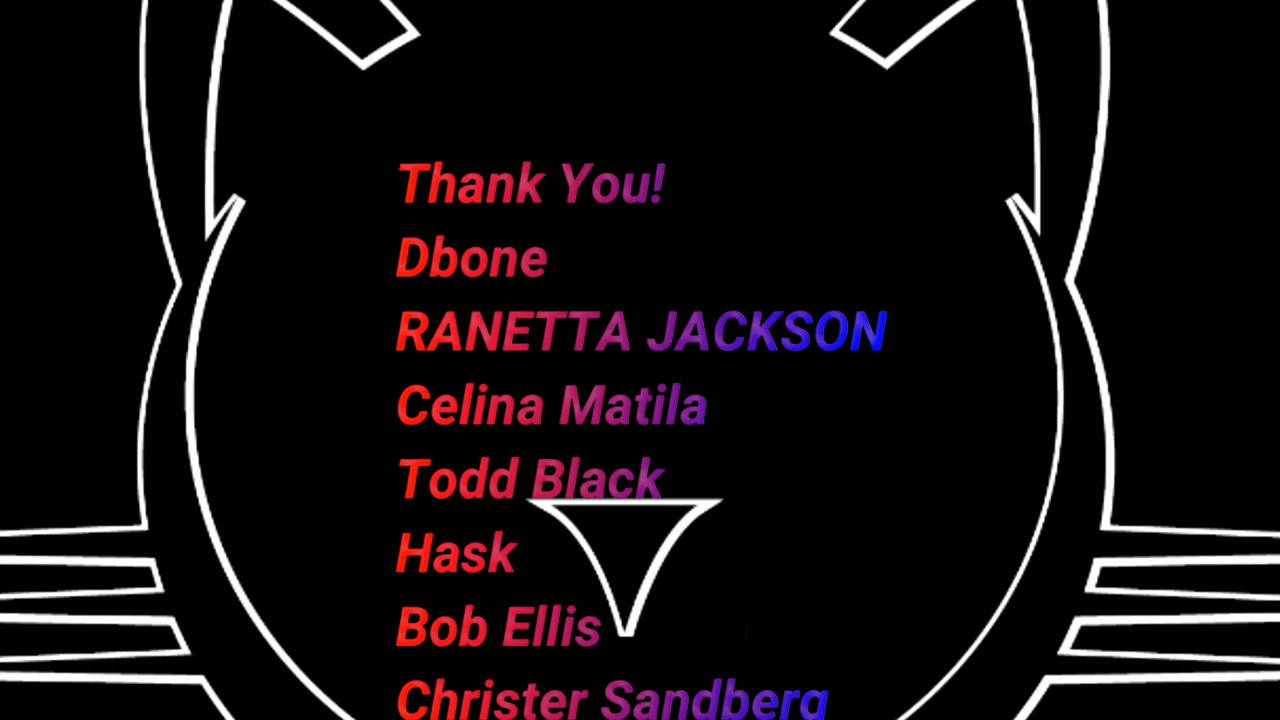 Thank You!
Dbone
RANETTA JACKSON
Celina Matila
Todd Black
Hask
Bob Ellis
Christer Sandberg